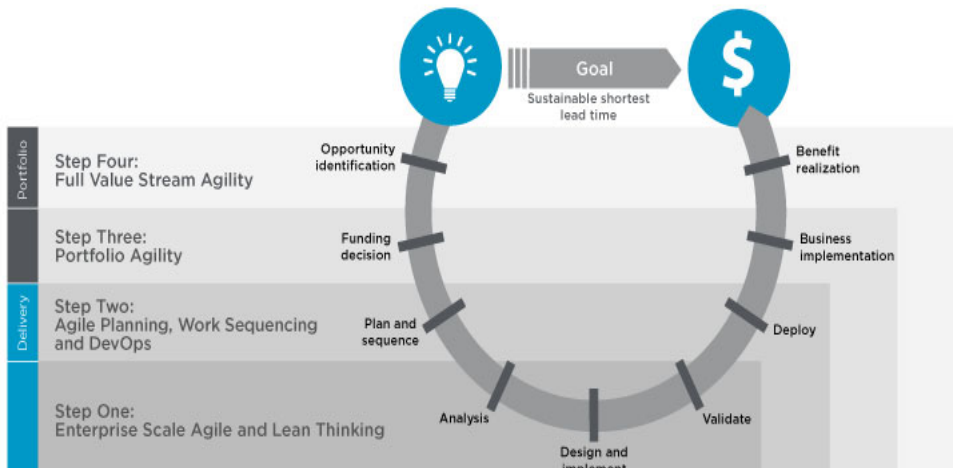 $
Goal
Sustainable shortest
lead time
Portfolio
Step Four:
Full Value Stream Agility
Opportunity
identification
Benefit
realization
Step Three:
Portfolio Agility
Funding
decision
Business
implementation
Delivery
Step Two:
Agile Planning, Work Sequencing
and DevOps
Plan and
sequence
Deploy
Step One:
Enterprise Scale Agile and Lean Thinking
Analysis
Validate
Design and
implement